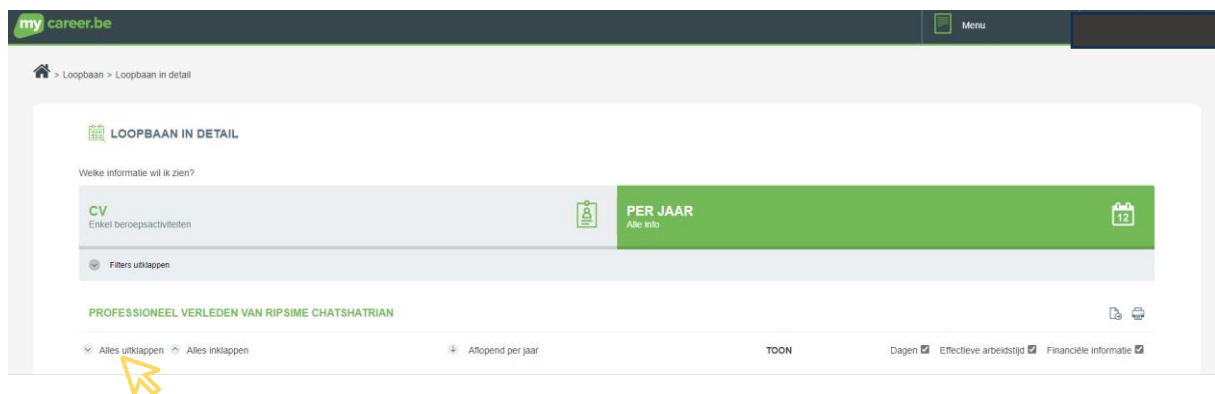 my career.be
Menu
> Loopbaan > Loopbaan in detail
LOOPBAAN IN DETAIL
Welke informatie wil ik zien?
CV
Enkel beroepsactiviteiten
PER JAAR
Alle info
12
Filters uitklappen
PROFESSIONEEL VERLEDEN VAN RIPSIME CHATSHATRIAN
Alles uitklappen Alles inklappen Aflopend per jaar TOON Dagen Effectieve arbeidstijd Financiële informatie